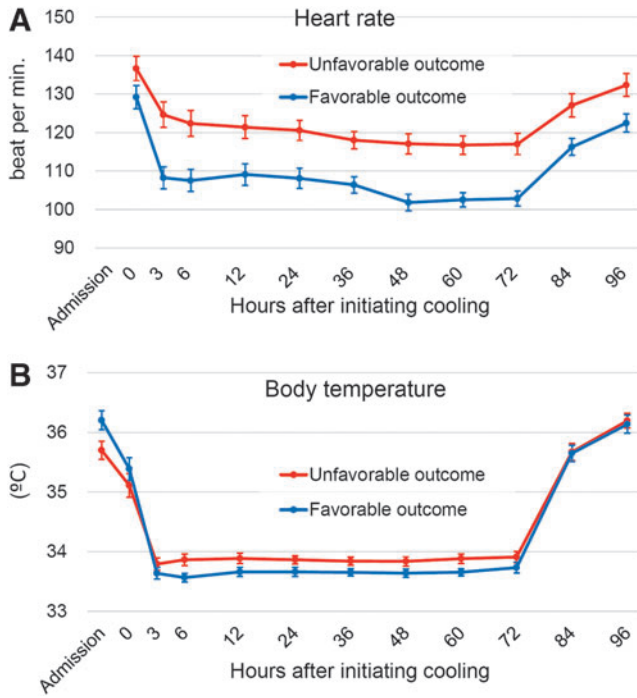 A
Heart rate
beat per min.
150
140
130
120
110
100
90
Unfavorable outcome
Favorable outcome
Admission 0 3 6 12 24 36 48 60 72 84 96
Hours after initiating cooling
B
Body temperature
(ºC)
37
36
35
34
33
Unfavorable outcome
Favorable outcome
Admission 0 3 6 12 24 36 48 60 72 84 96
Hours after initiating cooling